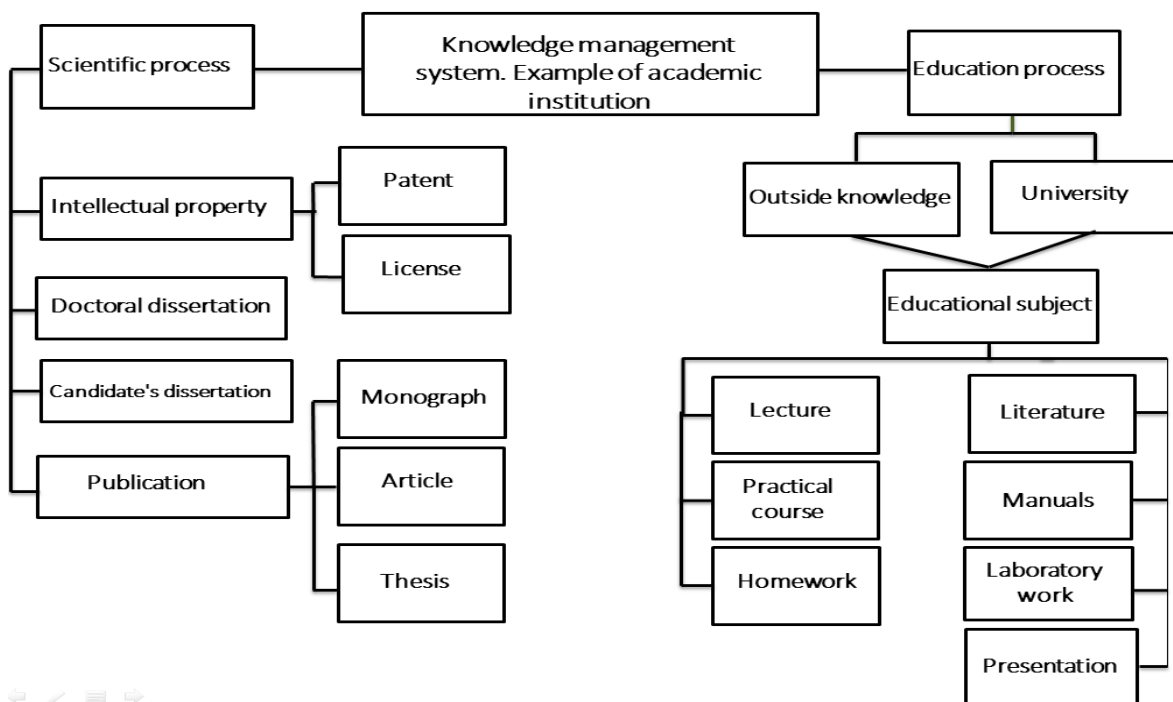 Scientific process
Knowledge management
system. Example of academic
institution
Education process
Intellectual property
Patent
License
Doctoral dissertation
Candidate's dissertation
Publication
Monograph
Article
Thesis
Outside knowledge
University
Educational subject
Lecture
Practical
course
Homework
Literature
Manuals
Laboratory
work
Presentation